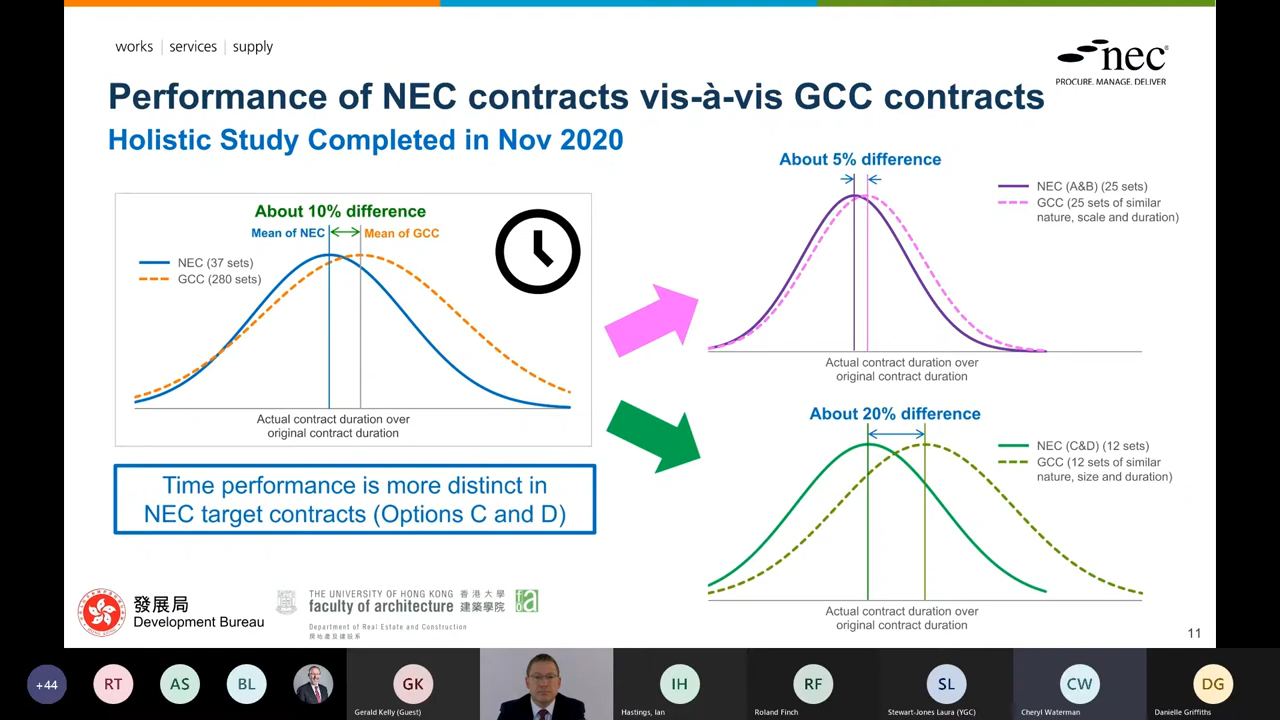 works | services | supply
nec®
PROCURE. MANAGE. DELIVER
Performance of NEC contracts vis-à-vis GCC contracts
Holistic Study Completed in Nov 2020
About 10% difference
Mean of NEC
Mean of GCC
NEC (37 sets)
GCC (280 sets)
Actual contract duration over
original contract duration
Time performance is more distinct in
NEC target contracts (Options C and D)
About 5% difference
NEC (A&B) (25 sets)
GCC (25 sets of similar
nature, scale and duration)
Actual contract duration over
original contract duration
About 20% difference
NEC (C&D) (12 sets)
GCC (12 sets of similar
nature, size and duration)
Actual contract duration over
original contract duration
發展局
Development Bureau
THE UNIVERSITY OF HONG KONG 香港大學
faculty of architecture 建築學院
Department of Real Estate and Construction
房地產及建設系
11
+44
RT
AS
BL
GK
Gerald Kelly (Guest)
IH
Hastings, Ian
RF
Roland Finch
SL
Stewart-Jones Laura (YGC)
CW
Cheryl Waterman
DG
Danielle Griffiths